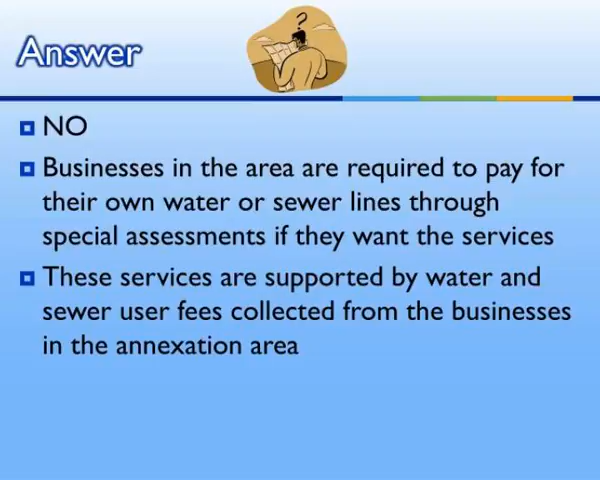 Answer
?
NO
Businesses in the area are required to pay for
their own water or sewer lines through
special assessments if they want the services
These services are supported by water and
sewer user fees collected from the businesses
in the annexation area